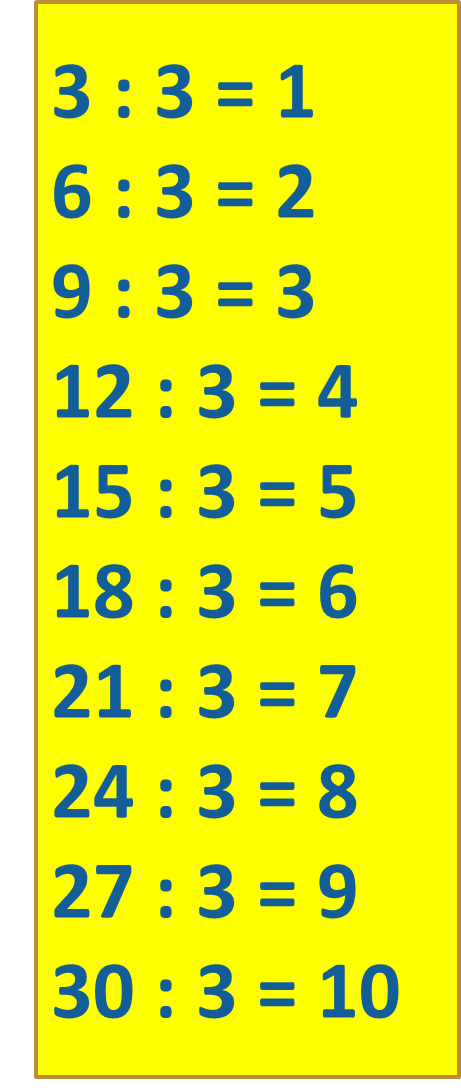 3 : 3 = 1
6 : 3 = 2
9 : 3 = 3
12 : 3 = 4
15 : 3 = 5
18 : 3 = 6
21 : 3 = 7
24 : 3 = 8
27 : 3 = 9
30 : 3 = 10